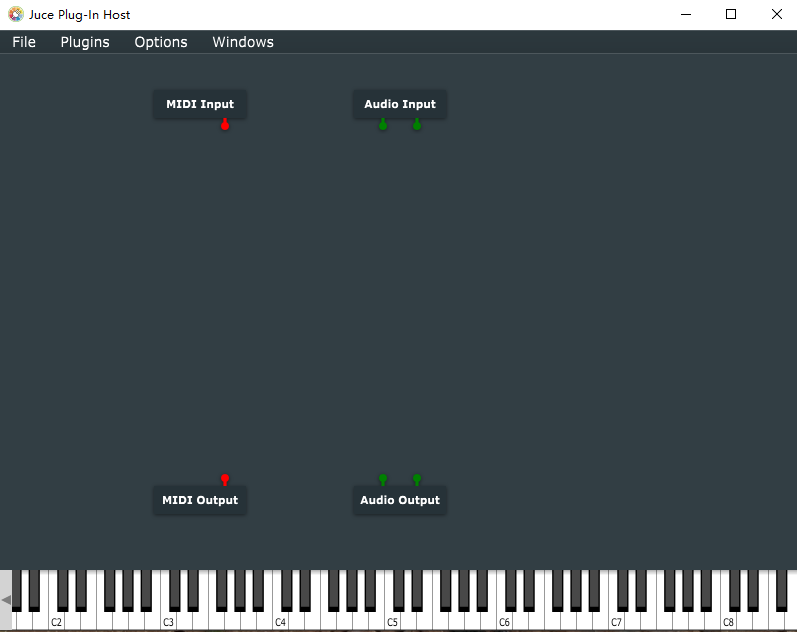 Juce Plug-In Host
File Plugins Options Windows
MIDI Input Audio Input
MIDI Output Audio Output
C2 C3 C4 C5 C6 C7 C8